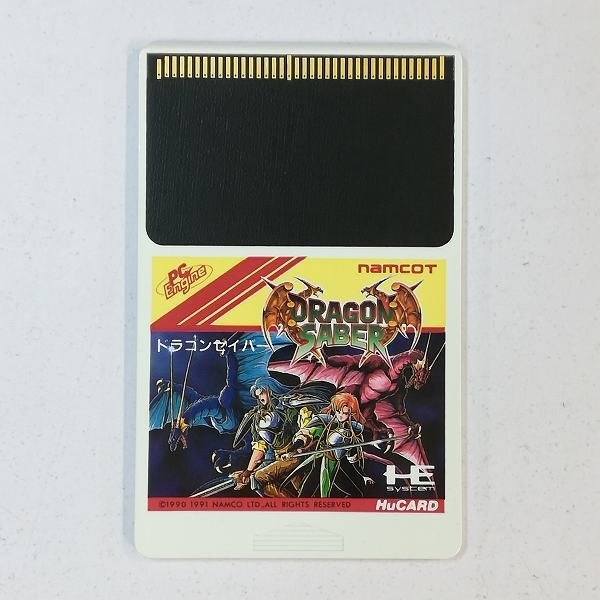 PC Engine
namcoT
DRAGON
SABER
ドラゴンセイバー
HE
SYSTEM
©1990 1991 NAMCO LTD.,ALL RIGHTS RESERVED
HuCARD